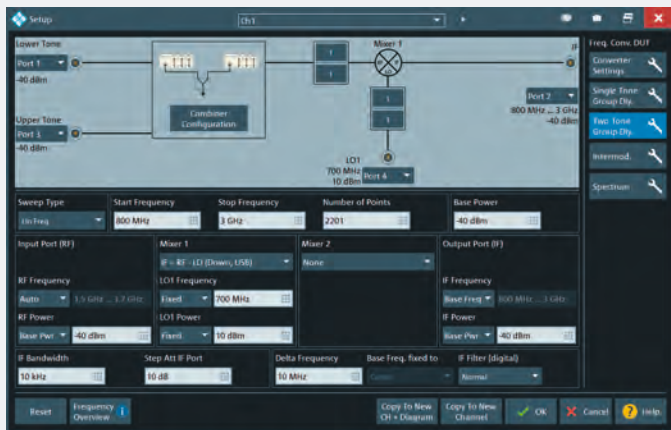 Setup
Ch1
Lower Tone
Port 1
-40 dBm
Upper Tone
Port 3
-40 dBm
Combiner
Configuration
1
1
Mixer 1
RF
IF
LO
1
1
LO1
700 MHz
10 dBm
Port 4
IF
Port 2
800 MHz ... 3 GHz
-40 dBm
Freq. Conv. DUT
Converter
Settings
Single Tone
Group Dly.
Two Tone
Group Dly.
Intermod.
Spectrum
Sweep Type
Lin Freq
Start Frequency
800 MHz
Stop Frequency
3 GHz
Number of Points
2201
Base Power
-40 dBm
Input Port (RF)
RF Frequency
Auto
1.5 GHz ... 3.7 GHz
RF Power
Base Pwr
-40 dBm
Mixer 1
IF = RF - LO (Down, USB)
LO1 Frequency
Fixed
700 MHz
LO1 Power
Fixed
10 dBm
Mixer 2
None
Output Port (IF)
IF Frequency
Base Freq
800 MHz ... 3 GHz
IF Power
Base Pwr
-40 dBm
IF Bandwidth
10 kHz
Step Att IF Port
10 dB
Delta Frequency
10 MHz
Base Freq. fixed to
IF Filter (digital)
Normal
Reset
Frequency
Overview
i
Copy To New
CH + Diagram
Copy To New
Channel
OK
Cancel
? Help